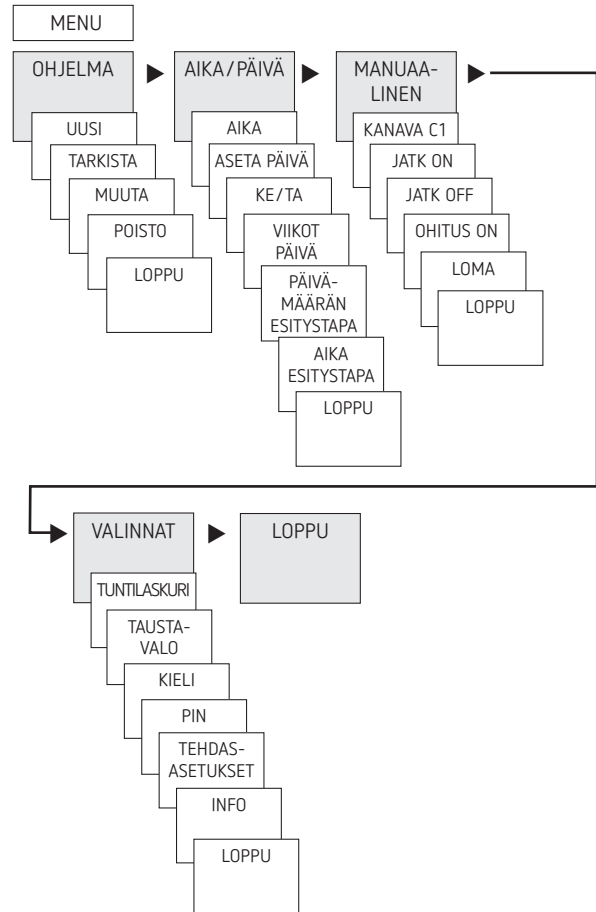 MENU
OHJELMA
UUSI
TARKISTA
MUUTA
POISTO
LOPPU
AIKA/PÄIVÄ
AIKA
ASETA PÄIVÄ
KE/TA
VIIKOT
PÄIVÄ
PÄIVÄ-
MÄÄRÄN
ESITYSTAPA
AIKA
ESITYSTAPA
LOPPU
MANUAA-
LINEN
KANAVA C1
JATK ON
JATK OFF
OHITUS ON
LOMA
LOPPU
VALINNAT
TUNTILASKURI
TAUSTA-
VALO
KIELI
PIN
TEHDAS-
ASETUKSET
INFO
LOPPU
LOPPU